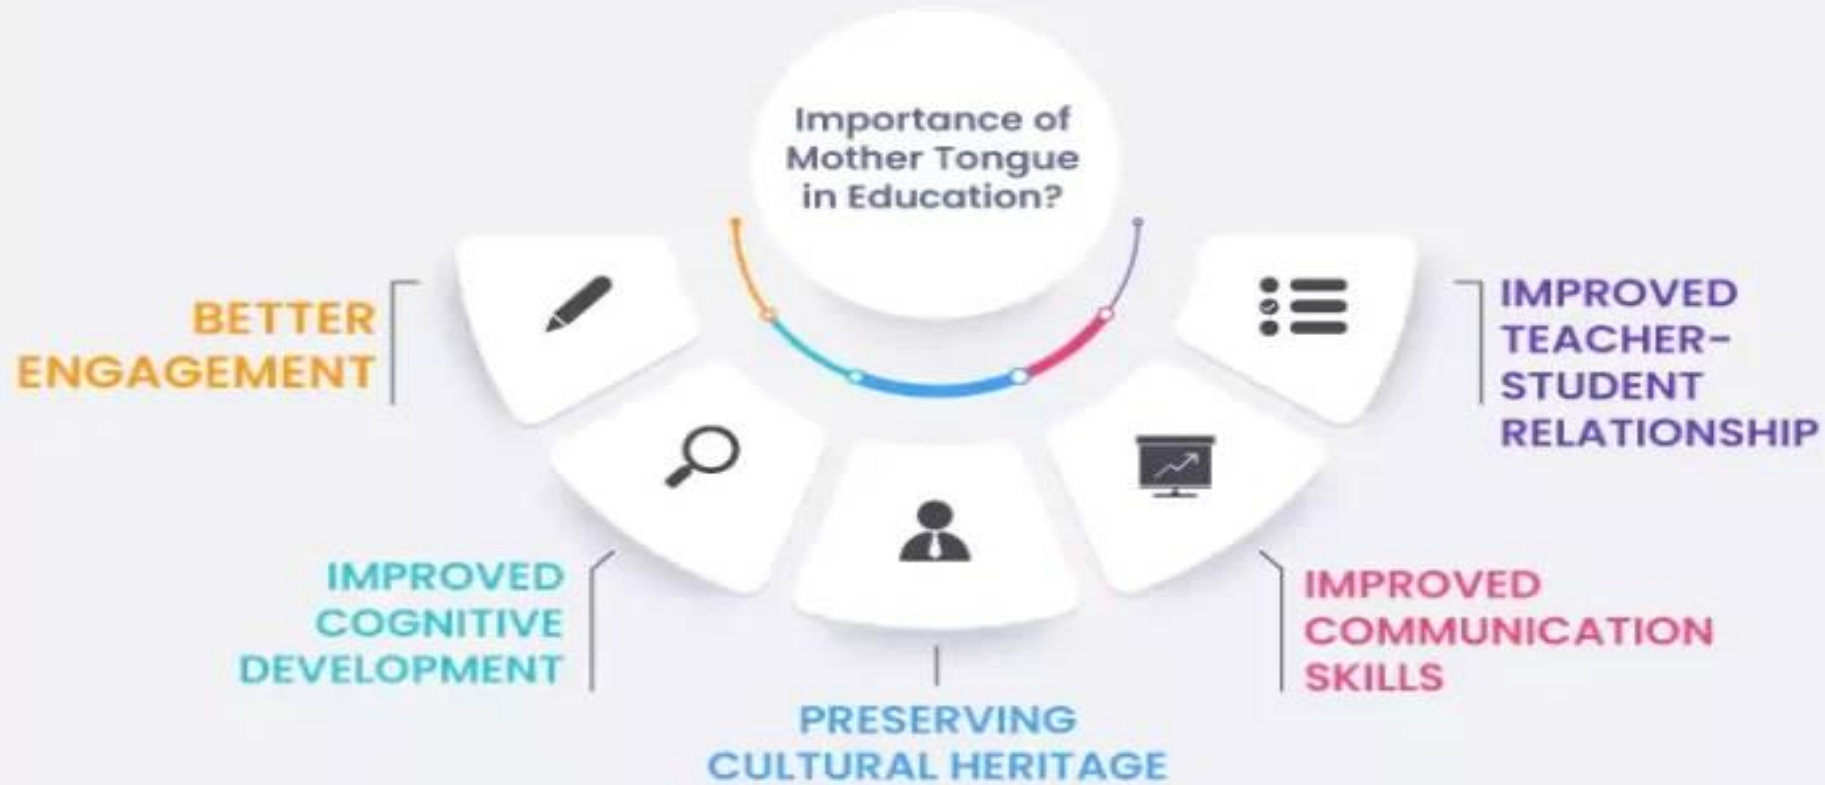 Importance of
Mother Tongue
in Education?
BETTER
ENGAGEMENT
IMPROVED
COGNITIVE
DEVELOPMENT
PRESERVING
CULTURAL HERITAGE
IMPROVED
COMMUNICATION
SKILLS
IMPROVED
TEACHER-
STUDENT
RELATIONSHIP